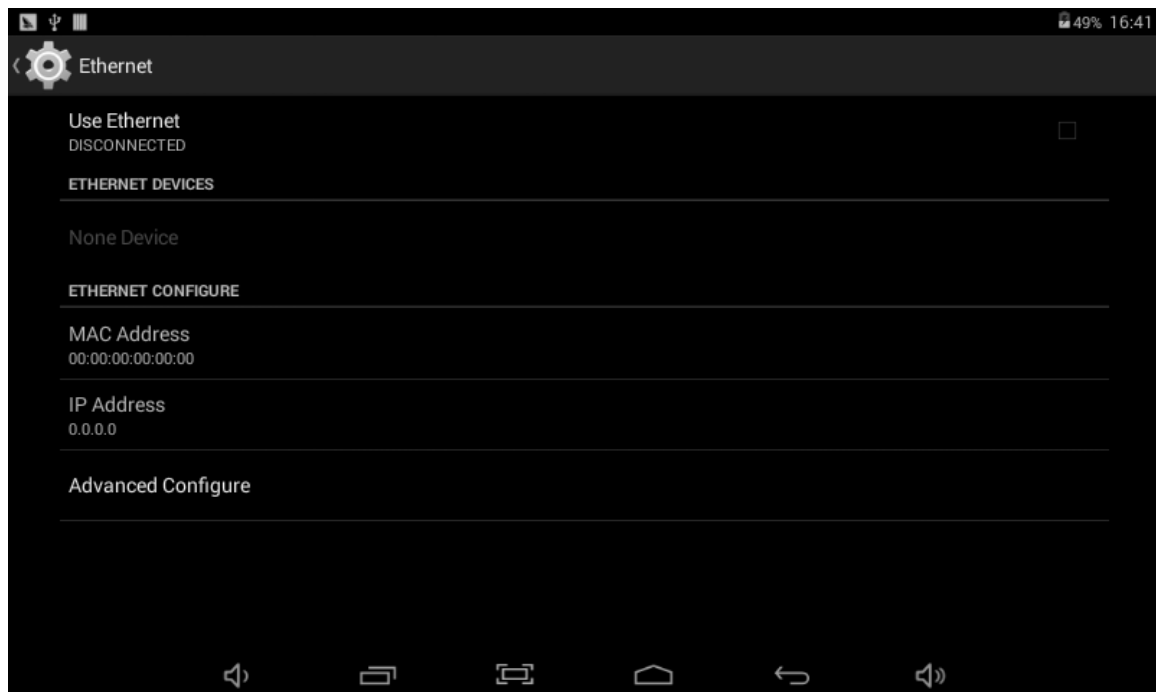 49% 16:41
Ethernet
Use Ethernet
DISCONNECTED
ETHERNET DEVICES
None Device
ETHERNET CONFIGURE
MAC Address
00:00:00:00:00:00
IP Address
0.0.0.0
Advanced Configure